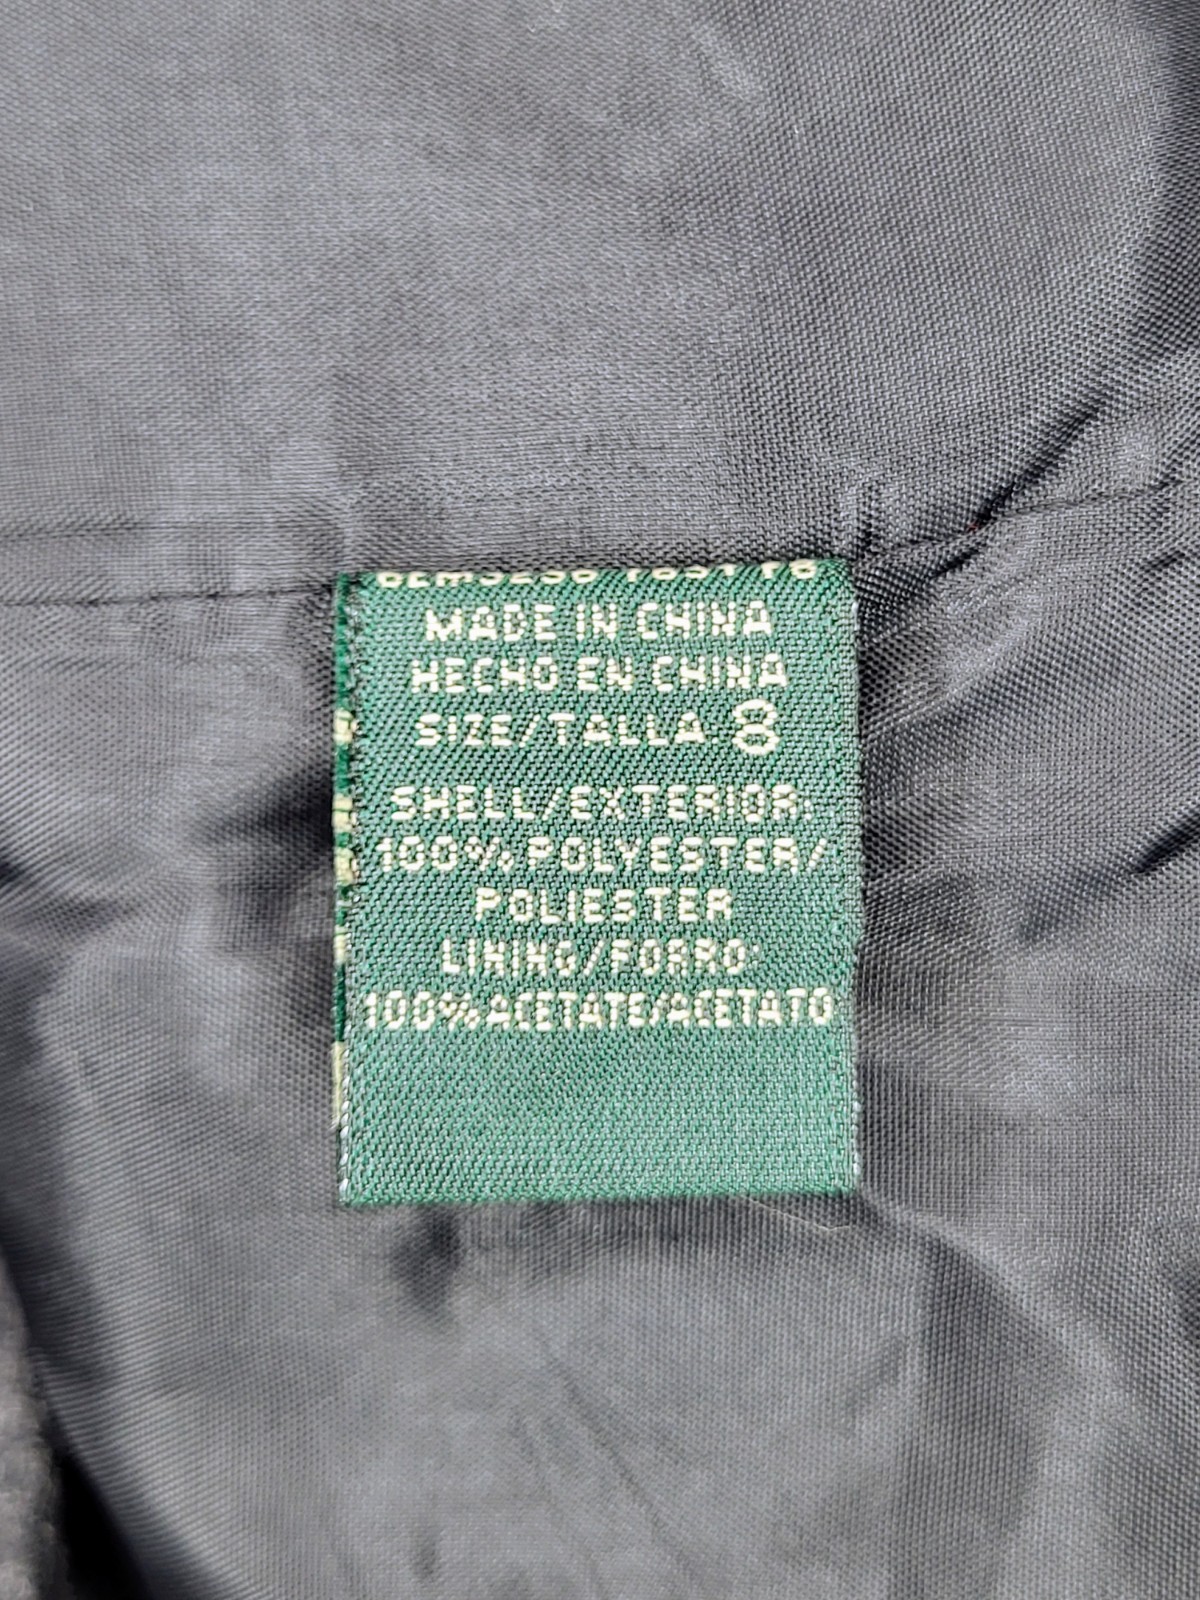 MADE IN CHINA
HECHO EN CHINA
SIZE/TALLA 8
SHELL/EXTERIOR:
100% POLYESTER/
POLIESTER
LINING/FORRO:
100% ACETATE/ACETATO